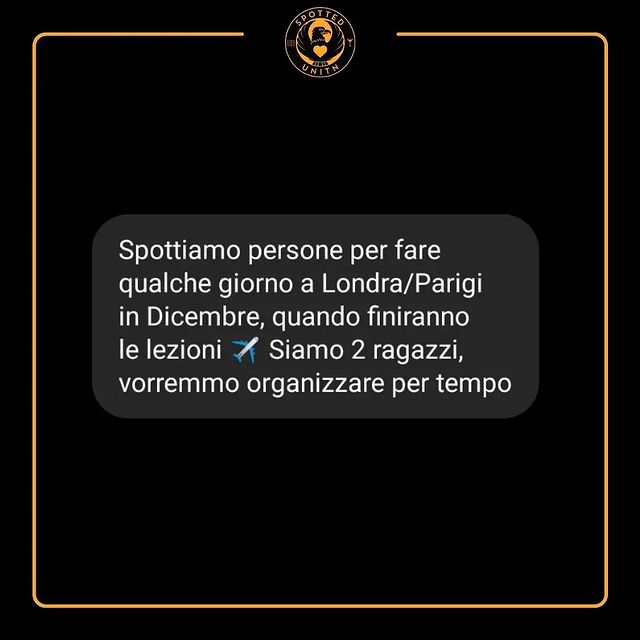 SPOTTED
UNITN
Spottiamo persone per fare
qualche giorno a Londra/Parigi
in Dicembre, quando finiranno
le lezioni ✈️ Siamo 2 ragazzi,
vorremmo organizzare per tempo